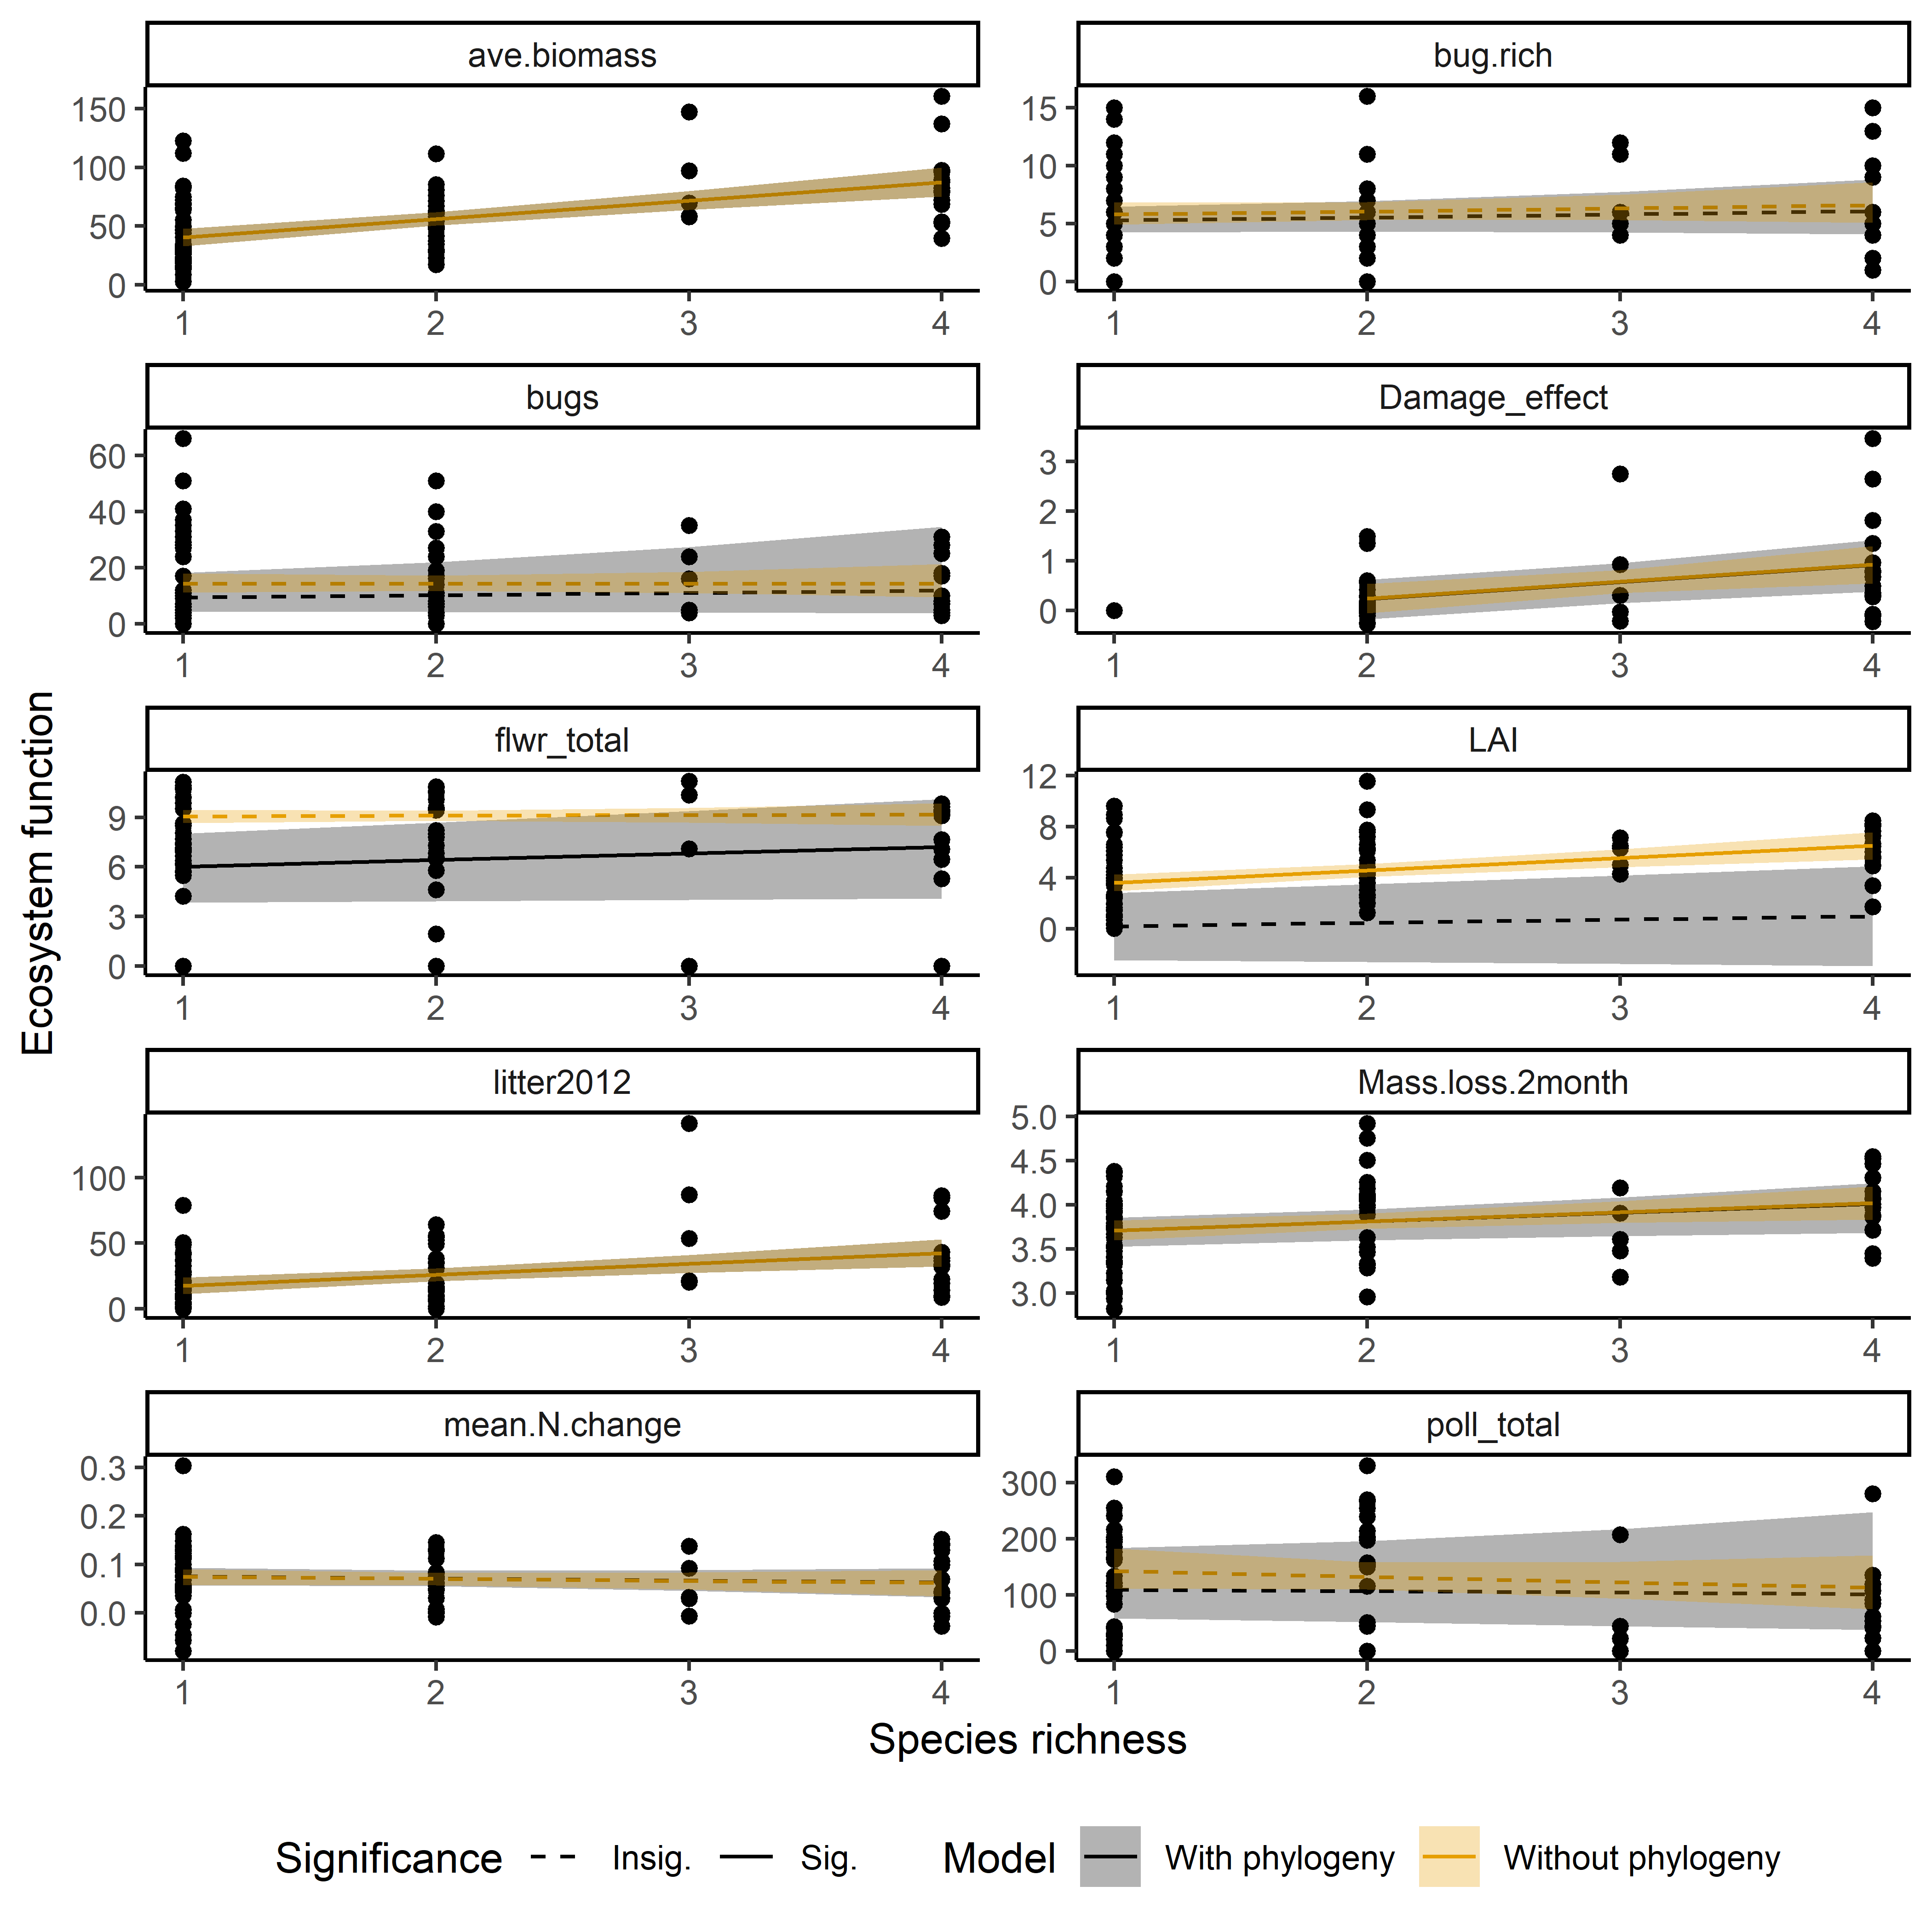 ave.biomass
bug.rich
150
100
50
0
15
10
5
0
1 2 3 4
1 2 3 4
bugs
Damage_effect
60
40
20
0
3
2
1
0
1 2 3 4
1 2 3 4
flwr_total
LAI
9
6
3
0
12
8
4
0
1 2 3 4
1 2 3 4
Ecosystem function
litter2012
Mass.loss.2month
100
50
0
5.0
4.5
4.0
3.5
3.0
1 2 3 4
1 2 3 4
mean.N.change
poll_total
0.3
0.2
0.1
0.0
300
200
100
0
1 2 3 4
1 2 3 4
Species richness
Significance Insig. Sig. Model With phylogeny Without phylogeny